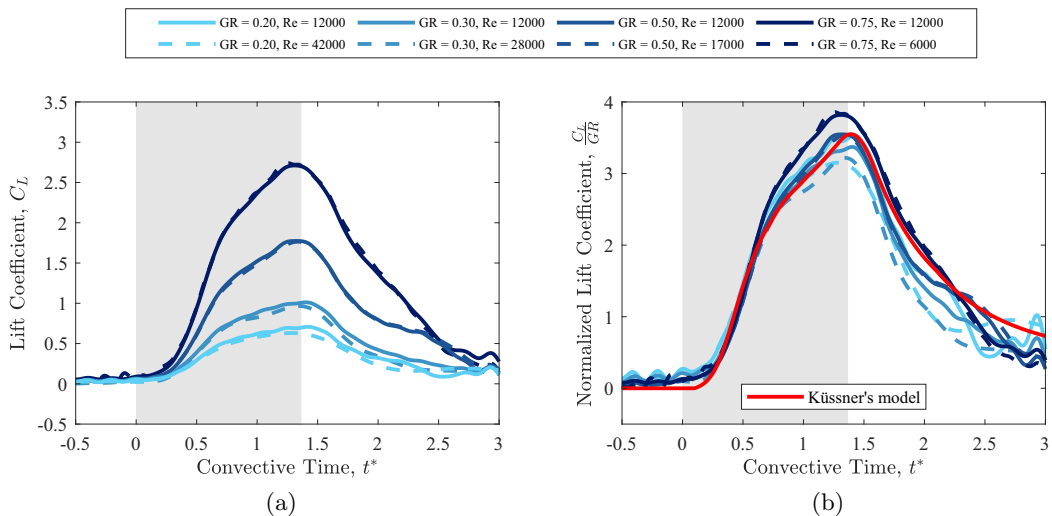 GR = 0.20, Re = 12000 GR = 0.30, Re = 12000 GR = 0.50, Re = 12000 GR = 0.75, Re = 12000
GR = 0.20, Re = 42000 GR = 0.30, Re = 28000 GR = 0.50, Re = 17000 GR = 0.75, Re = 6000
Lift Coefficient, C_L
3.5
3
2.5
2
1.5
1
0.5
0
-0.5
-0.5 0 0.5 1 1.5 2 2.5 3
Convective Time, t*
(a)
Normalized Lift Coefficient, C_L/GR
4
3
2
1
0
Küssner's model
-0.5 0 0.5 1 1.5 2 2.5 3
Convective Time, t*
(b)